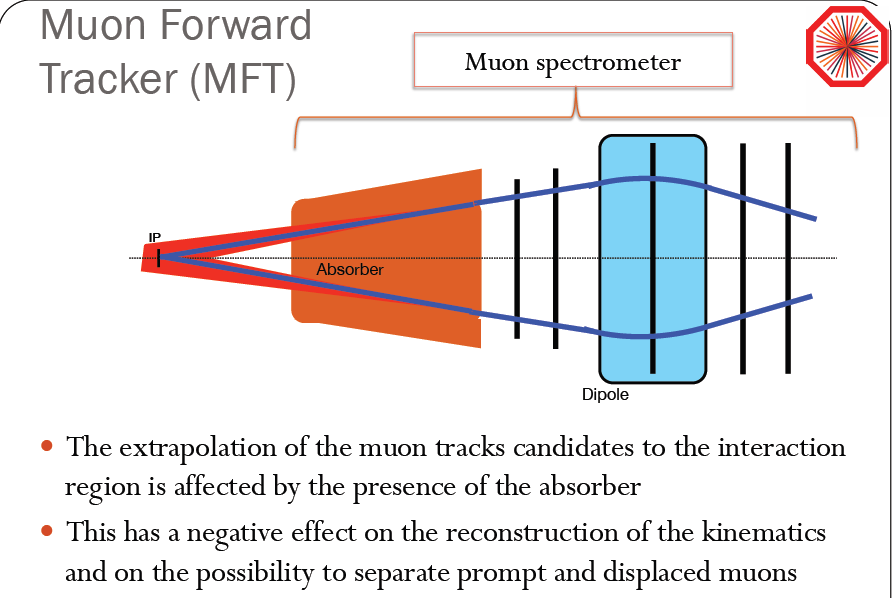 Muon Forward
Tracker (MFT)
Muon spectrometer
IP
Absorber
Dipole
• The extrapolation of the muon tracks candidates to the interaction
region is affected by the presence of the absorber
• This has a negative effect on the reconstruction of the kinematics
and on the possibility to separate prompt and displaced muons